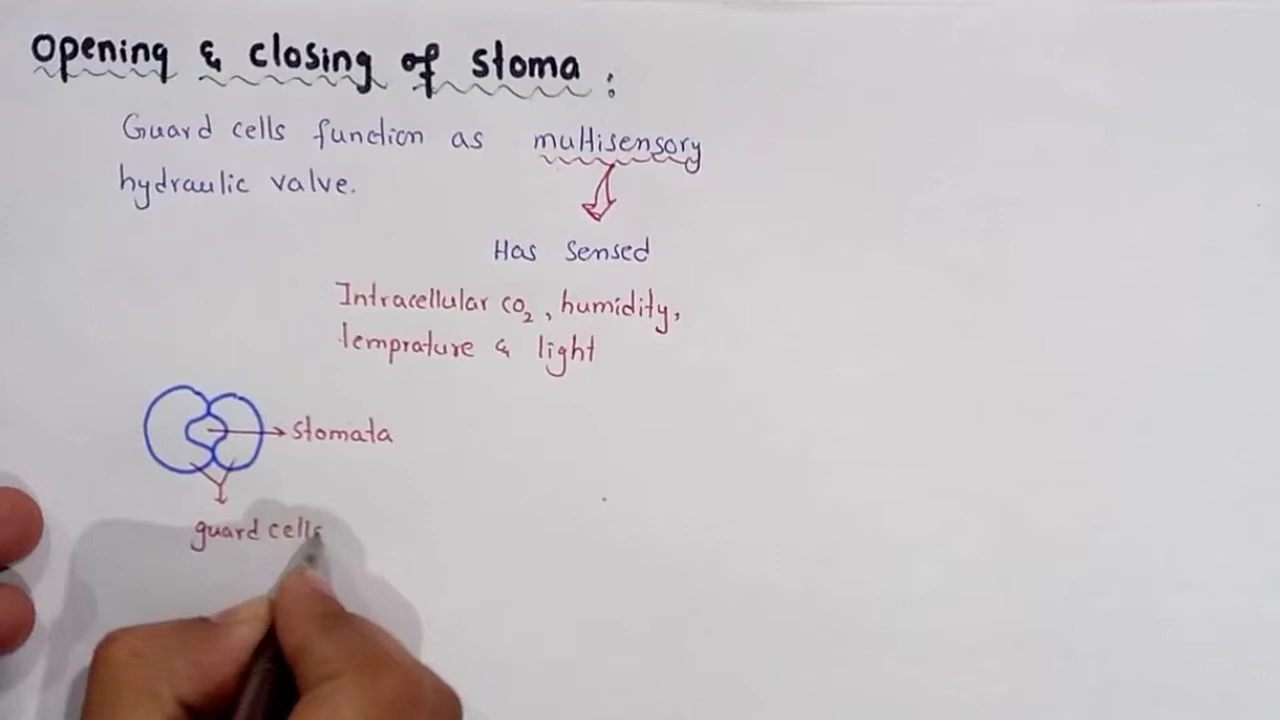 Opening & closing of stoma :
Guard cells function as multisensory
hydraulic valve.
Has sensed
Intracellular CO2, humidity,
temprature & light
stomata
guard cells